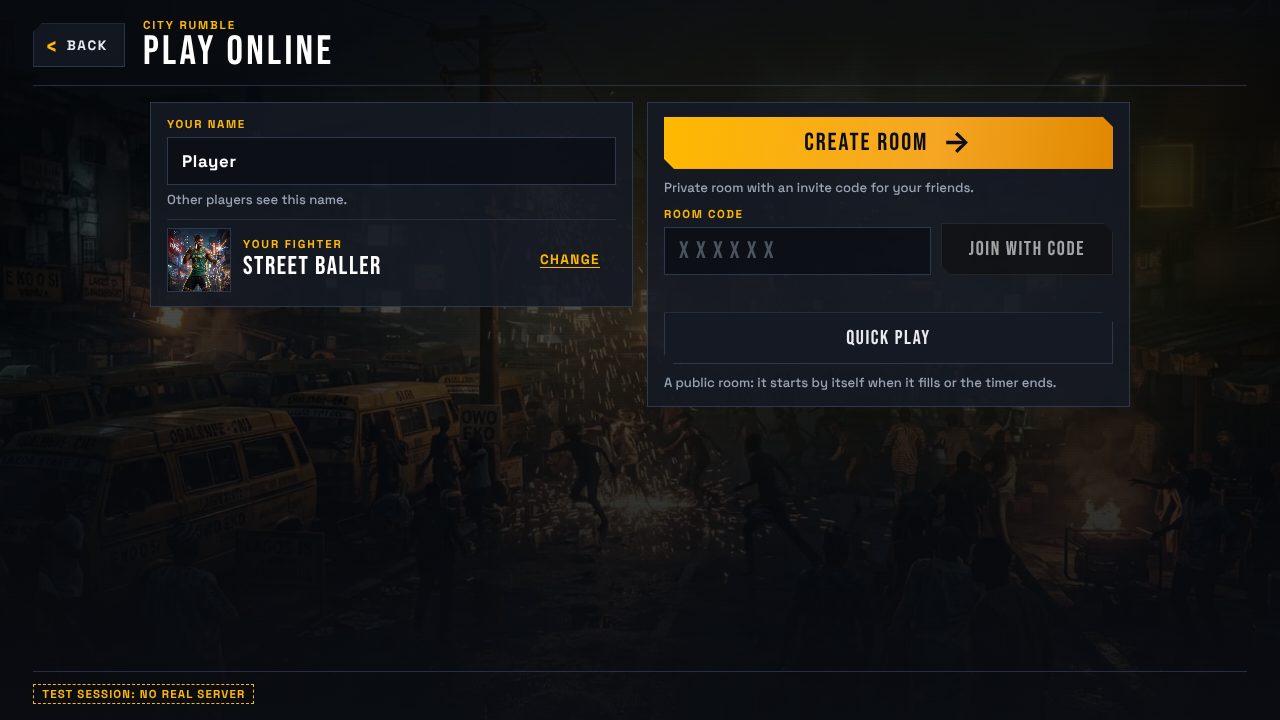 < BACK
CITY RUMBLE
PLAY ONLINE
YOUR NAME
Player
Other players see this name.
YOUR FIGHTER
STREET BALLER
CHANGE
CREATE ROOM →
Private room with an invite code for your friends.
ROOM CODE
XXXXXX
JOIN WITH CODE
QUICK PLAY
A public room: it starts by itself when it fills or the timer ends.
OWO
EKO
TEST SESSION: NO REAL SERVER